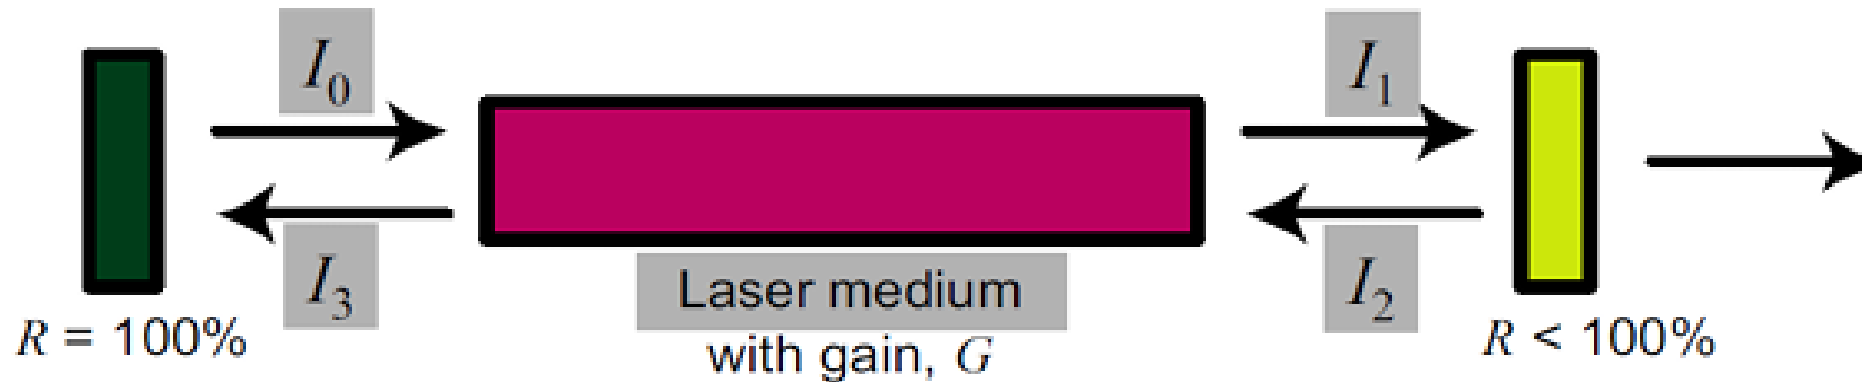 I₀
I₁
I₃
I₂
Laser medium
with gain, G
R = 100%
R < 100%